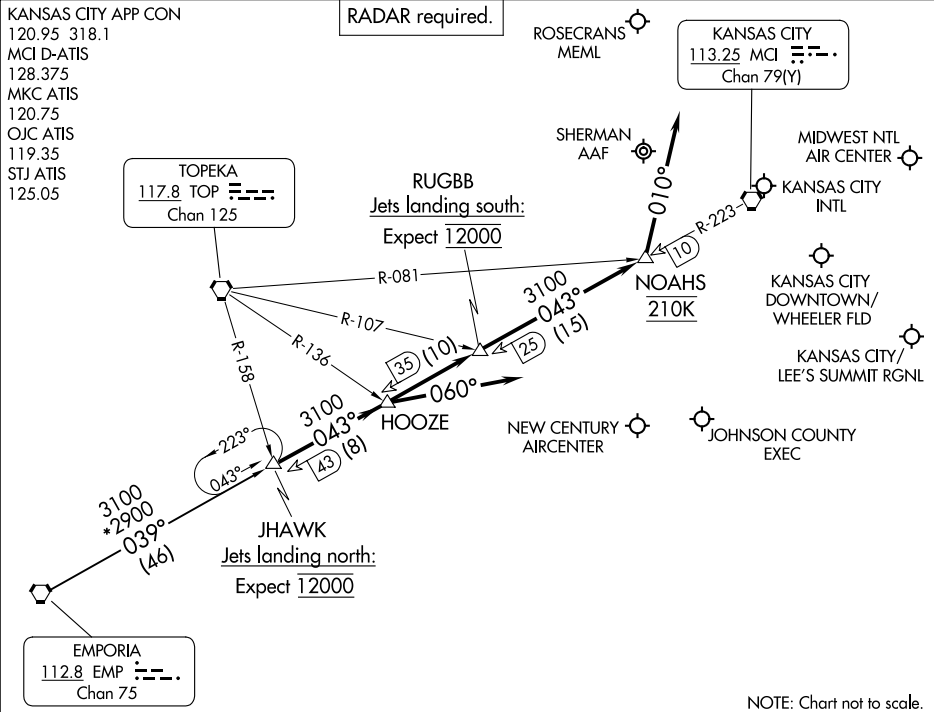 KANSAS CITY APP CON
120.95 318.1
MCI D-ATIS
128.375
MKC ATIS
120.75
OJC ATIS
119.35
STJ ATIS
125.05
RADAR required.
ROSECRANS
MEML
KANSAS CITY
113.25 MCI
Chan 79(Y)
SHERMAN
AAF
MIDWEST NTL
AIR CENTER
KANSAS CITY
INTL
TOPEKA
117.8 TOP
Chan 125
RUGBB
Jets landing south:
Expect 12000
010°
R-223
10
R-081
NOAHS
210K
KANSAS CITY
DOWNTOWN/
WHEELER FLD
3100
043°
(15)
25
R-107
R-136
R-158
35
(10)
KANSAS CITY/
LEE'S SUMMIT RGNL
060°
HOOZE
3100
043°
(8)
43
NEW CENTURY
AIRCENTER
JOHNSON COUNTY
EXEC
223°
043°
3100
*2900
039°
(46)
JHAWK
Jets landing north:
Expect 12000
EMPORIA
112.8 EMP
Chan 75
NOTE: Chart not to scale.